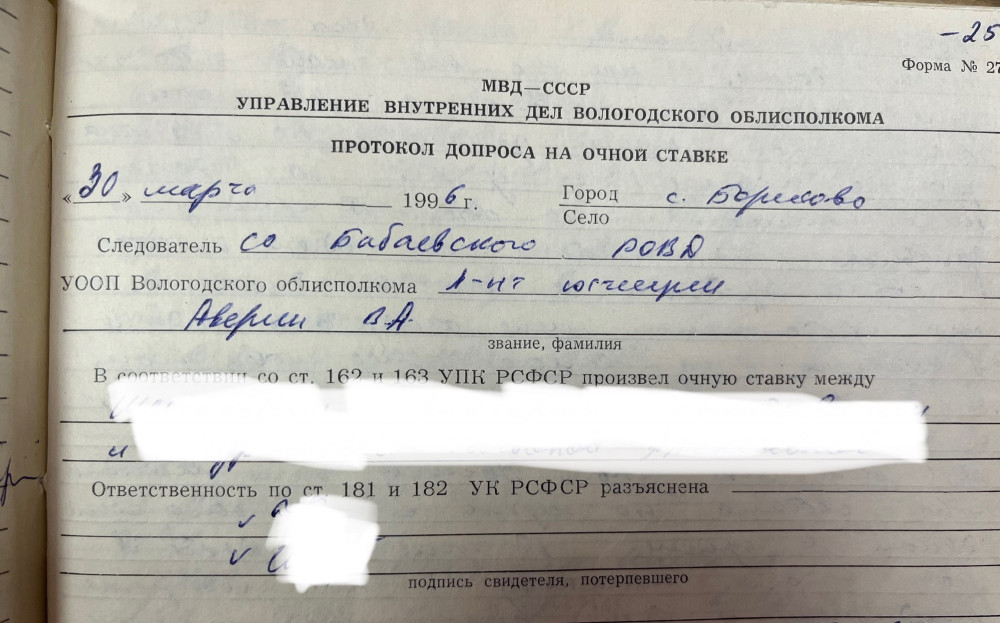 -25
Форма № 27
МВД—СССР
УПРАВЛЕНИЕ ВНУТРЕННИХ ДЕЛ ВОЛОГОДСКОГО ОБЛИСПОЛКОМА
ПРОТОКОЛ ДОПРОСА НА ОЧНОЙ СТАВКЕ
«30» марта 1996 г. Город с. Борисово
Село
Следователь СО Бабаевского РОВД
УООП Вологодского облисполкома л-нт юстиции
Аверин В.А.
звание, фамилия
В соответствии со ст. 162 и 163 УПК РСФСР произвел очную ставку между
и
Ответственность по ст. 181 и 182 УК РСФСР разъяснена
подпись свидетеля, потерпевшего